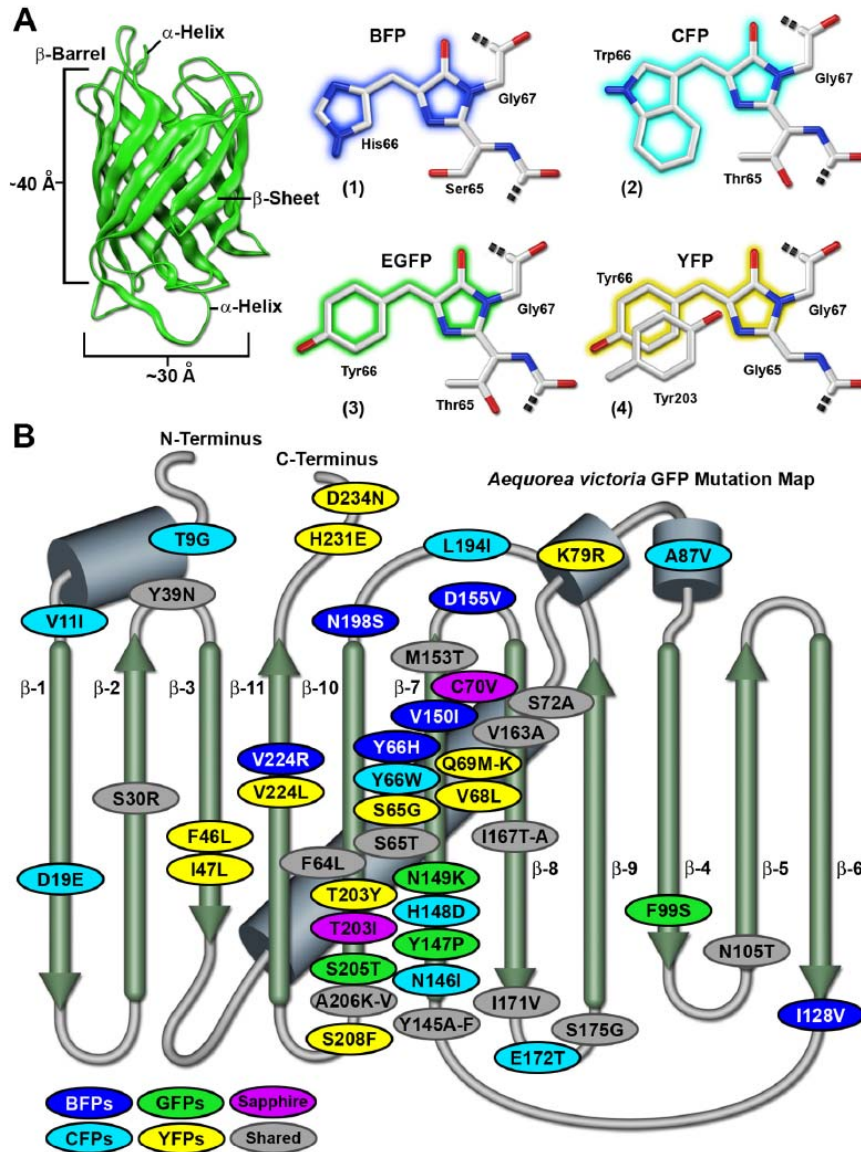 A
α-Helix
β-Barrel
~40 Å
β-Sheet
α-Helix
~30 Å
BFP
Gly67
His66
Ser65
(1)
CFP
Trp66
Gly67
Thr65
(2)
EGFP
Gly67
Tyr66
Thr65
(3)
YFP
Tyr66
Gly67
Gly65
Tyr203
(4)
B
N-Terminus
C-Terminus
Aequorea victoria GFP Mutation Map
D234N
T9G
H231E
L194I
K79R
A87V
Y39N
D155V
V11I
N198S
M153T
β-1
β-2
β-3
β-11
β-10
β-7
C70V
S72A
V150I
V163A
Y66H
V224R
Q69M-K
Y66W
V224L
V68L
S30R
S65G
F46L
S65T
I167T-A
I47L
F64L
β-8
β-9
β-4
β-5
β-6
D19E
N149K
T203Y
H148D
F99S
T203I
Y147P
N105T
S205T
N146I
A206K-V
I171V
Y145A-F
S175G
I128V
S208F
E172T
BFPs
GFPs
Sapphire
CFPs
YFPs
Shared